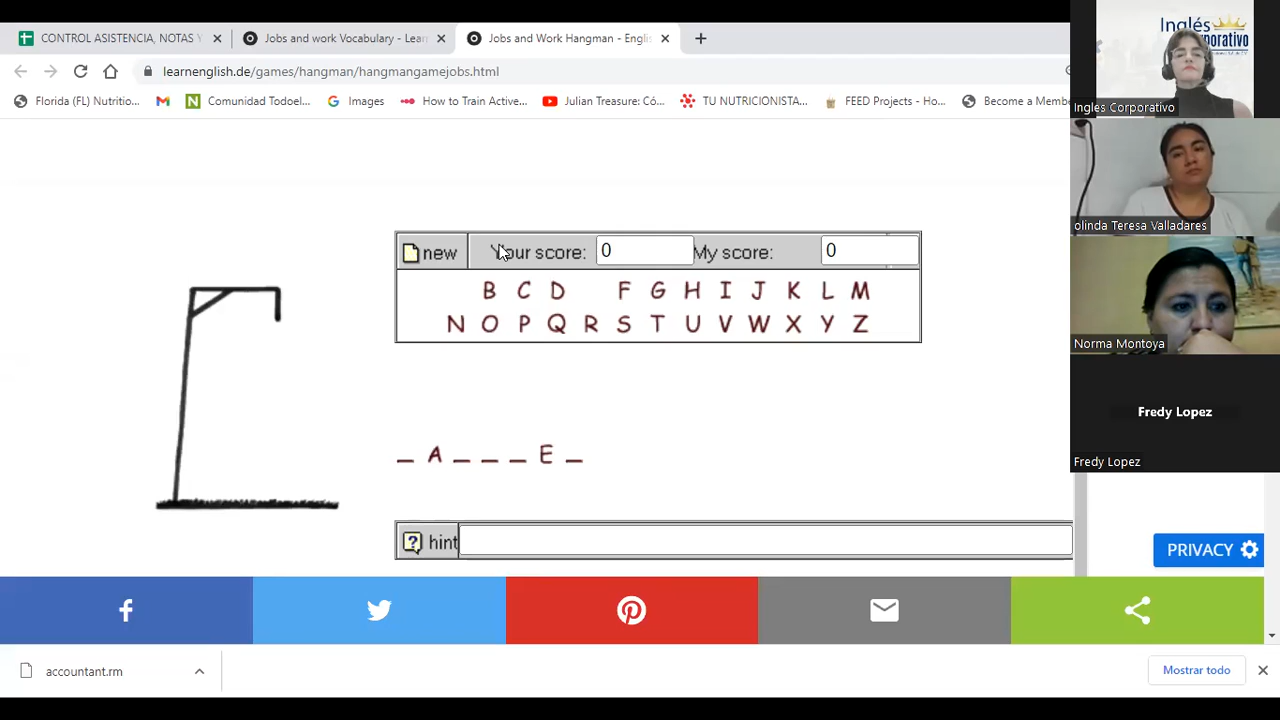 CONTROL ASISTENCIA, NOTAS Y
Jobs and work Vocabulary - Lear
Jobs and Work Hangman - Englis
learnenglish.de/games/hangman/hangmangamejobs.html
Florida (FL) Nutritio...
Comunidad Todoel...
Images
How to Train Active...
Julian Treasure: Có...
TU NUTRICIONISTA...
FEED Projects - Ho...
Become a Membe
new
Your score: 0
My score: 0
B C D F G H I J K L M
N O P Q R S T U V W X Y Z
_ A _ _ _ E _
hint
PRIVACY
accountant.rm
Mostrar todo
Inglés
Corporativo
Ingles Corporativo
olinda Teresa Valladares
Norma Montoya
Fredy Lopez
Fredy Lopez